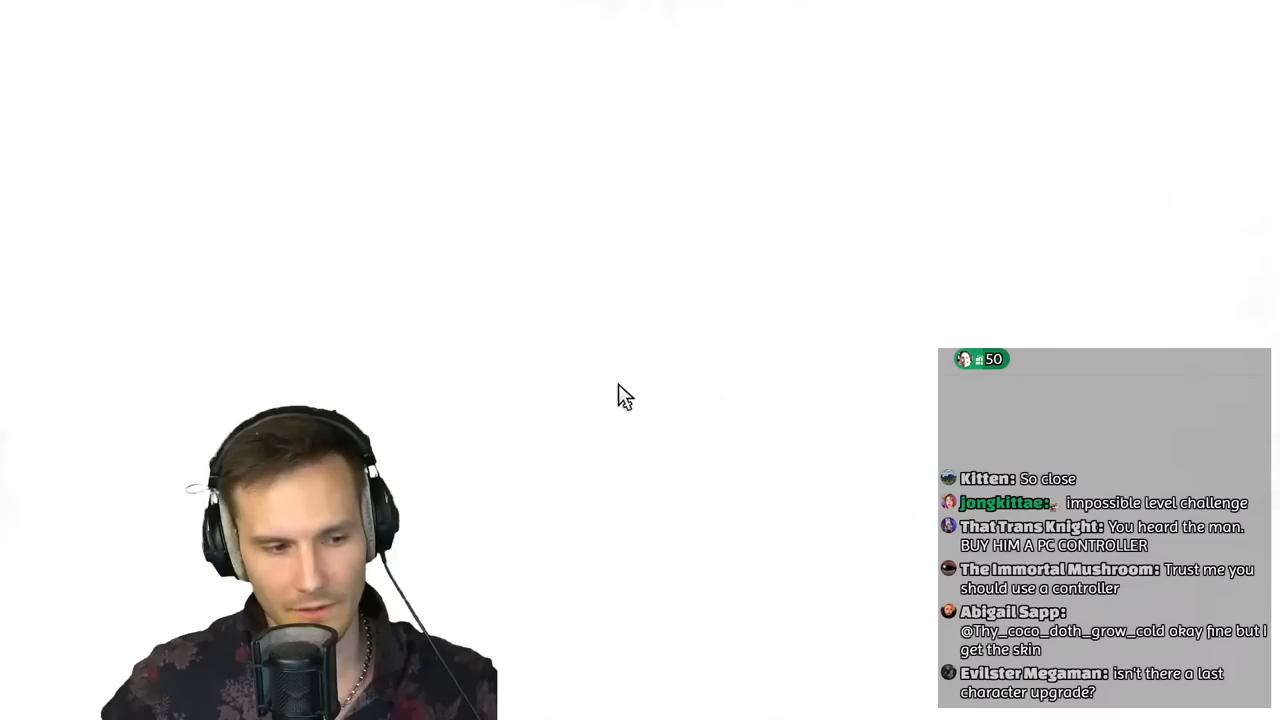 50
Kitten: So close
jongkittae: impossible level challenge
That Trans Knight: You heard the man.
BUY HIM A PC CONTROLLER
The Immortal Mushroom: Trust me you
should use a controller
Abigail Sapp:
@Thy_coco_doth_grow_cold okay fine but I
get the skin
Evilster Megaman: isn't there a last
character upgrade?